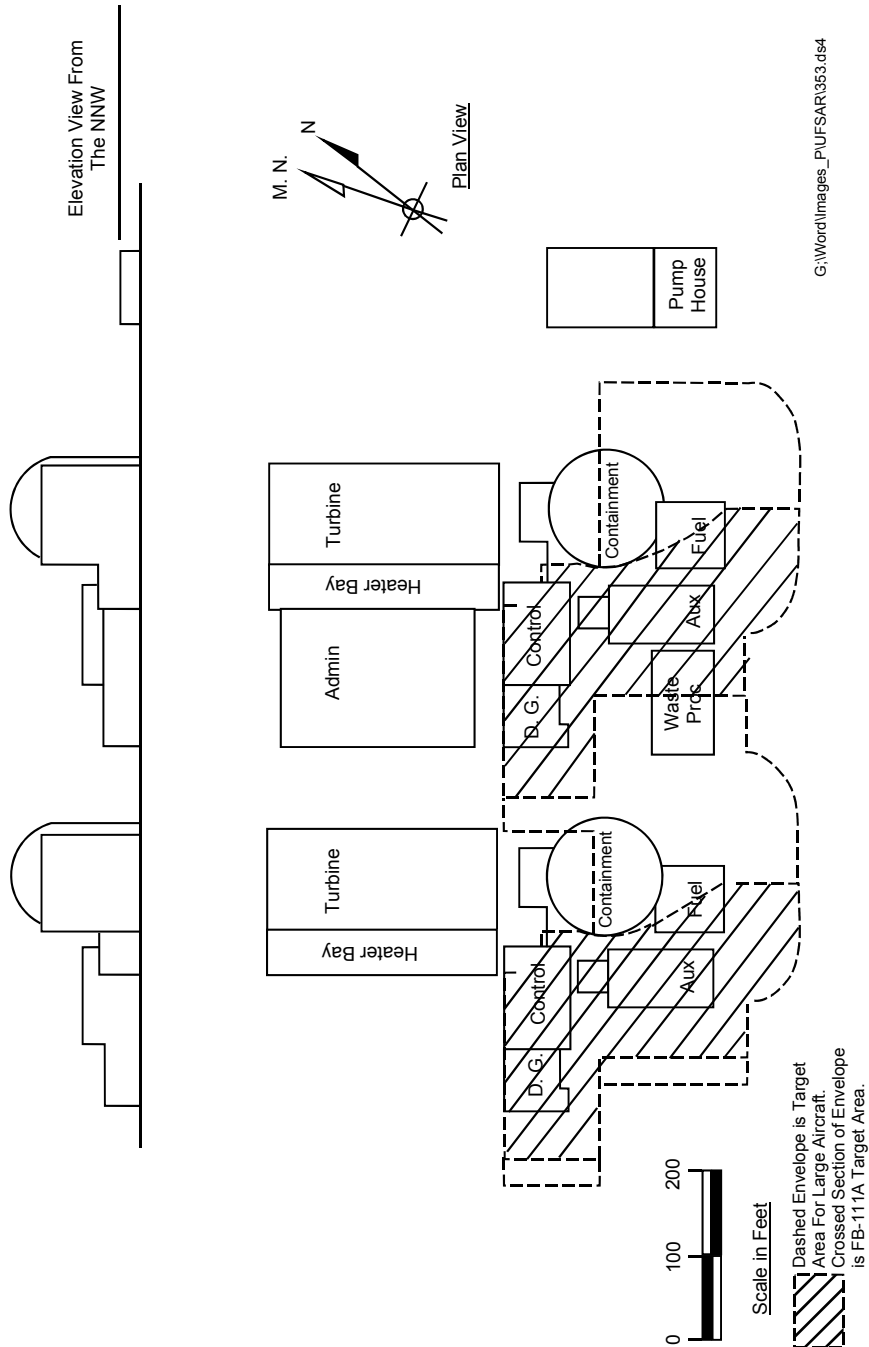 Elevation View From
The NNW
M. N.
N
Plan View
Turbine
Heater Bay
Admin
Turbine
Heater Bay
Pump
House
Containment
Fuel
Control
Aux
D. G.
Waste
Proc
Containment
Fuel
Control
Aux
D. G.
0 100 200
Scale in Feet
Dashed Envelope is Target
Area For Large Aircraft.
Crossed Section of Envelope
is FB-111A Target Area.
G:\Word\Images_P\UFSAR\353.ds4